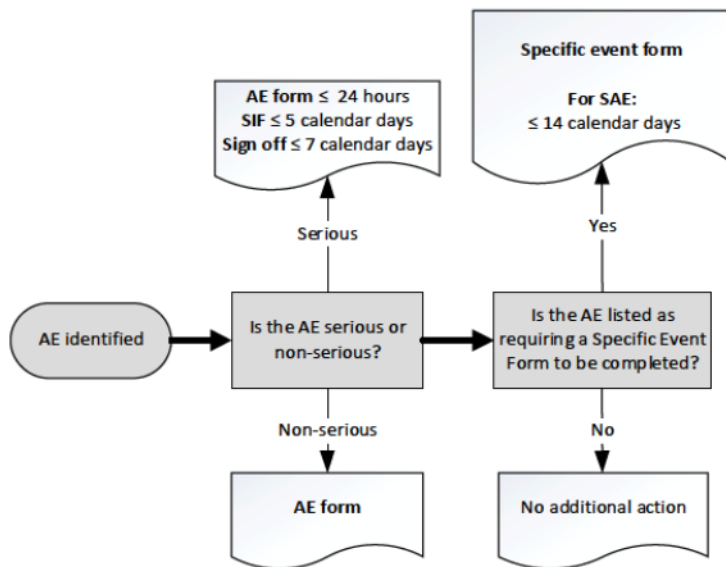 Specific event form
For SAE:
≤ 14 calendar days
AE form ≤ 24 hours
SIF ≤ 5 calendar days
Sign off ≤ 7 calendar days
Serious
Yes
AE identified
Is the AE serious or
non-serious?
Is the AE listed as
requiring a Specific Event
Form to be completed?
Non-serious
No
AE form
No additional action